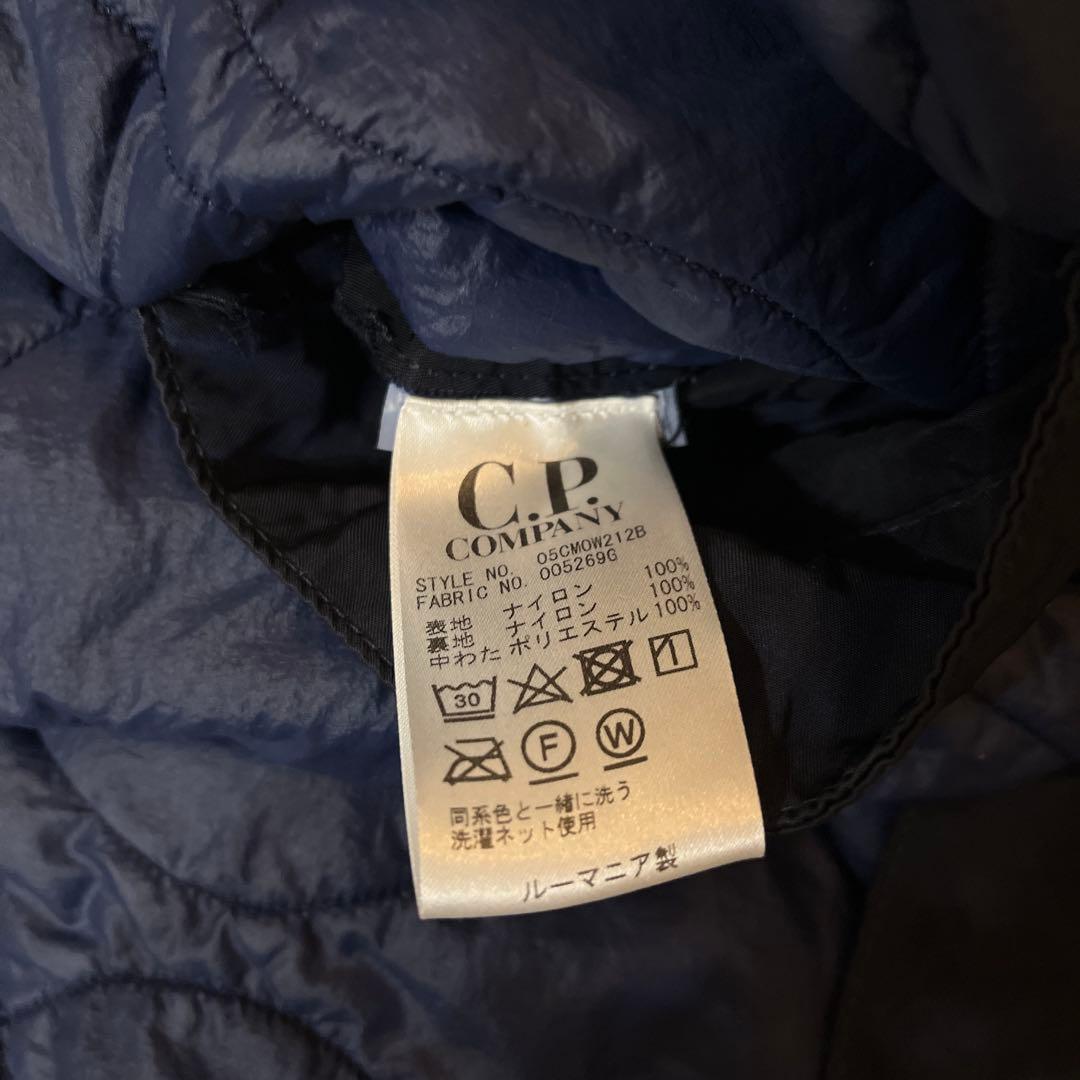 C.P.
COMPANY
STYLE NO. 05CMOW212B
FABRIC NO. 005269G
表地 ナイロン 100%
裏地 ナイロン 100%
中わた ポリエステル 100%
30
F W
同系色と一緒に洗う
洗濯ネット使用
ルーマニア製